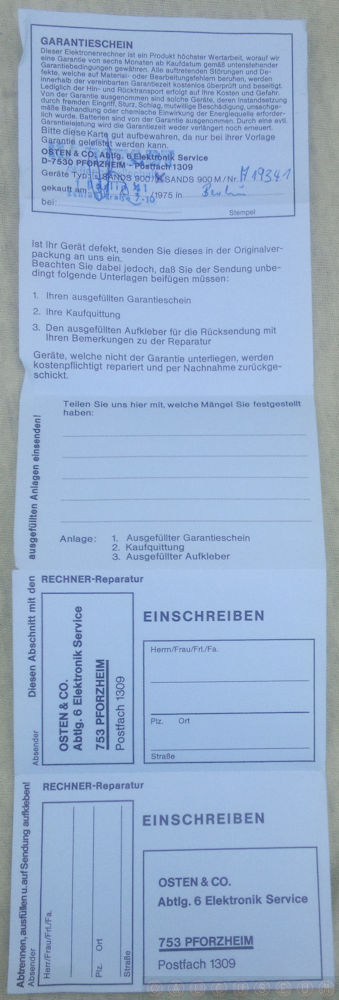 GARANTIESCHEIN
Dieser Elektronenrechner ist ein Produkt höchster Wertarbeit, worauf wir
eine Garantie von sechs Monaten ab Kaufdatum gemäß untenstehender
Garantiebedingungen gewähren. Alle auftretenden Störungen und De-
fekte, welche auf Material- oder Bearbeitungsfehlern beruhen, werden
innerhalb der vereinbarten Garantiezeit kostenlos überprüft und beseitigt.
Lediglich der Hin- und Rücktransport erfolgt auf Ihre Kosten und Gefahr.
Von der Garantie ausgenommen sind solche Geräte, deren Instandsetzung
durch fremden Eingriff, Sturz, Schlag, mutwillige Beschädigung, unsachge-
mäße Behandlung oder chemische Einwirkung der Energiequelle erforder-
lich wurde. Batterien sind von der Garantie ausgenommen. Durch eine evtl.
Garantieleistung wird die Garantiezeit weder verlängert noch erneuert.
Bitte diese Karte gut aufbewahren, da nur bei ihrer Vorlage
Garantie geleistet werden kann.
OSTEN & CO. Abtlg. 6 Elektronik Service
D-7530 PFORZHEIM - Postfach 1309
Geräte Typ: SANDS 900/ SANDS 900 M/Nr.
gekauft am /1975 in Berlin
bei:
Stempel
Ist Ihr Gerät defekt, senden Sie dieses in der Originalver-
packung an uns ein.
Beachten Sie dabei jedoch, daß Sie der Sendung unbe-
dingt folgende Unterlagen beifügen müssen:
1. Ihren ausgefüllten Garantieschein
2. Ihre Kaufquittung
3. Den ausgefüllten Aufkleber für die Rücksendung mit
Ihren Bemerkungen zu der Reparatur
Geräte, welche nicht der Garantie unterliegen, werden
kostenpflichtig repariert und per Nachnahme zurückge-
schickt.
Teilen Sie uns hier mit, welche Mängel Sie festgestellt
haben:
Anlage: 1. Ausgefüllter Garantieschein
2. Kaufquittung
3. Ausgefüllter Aufkleber
Diesen Abschnitt mit den ausgefüllten Anlagen einsenden!
RECHNER-Reparatur
EINSCHREIBEN
Absender
OSTEN & CO.
Abtlg. 6 Elektronik Service
753 PFORZHEIM
Postfach 1309
Herrn/Frau/Frl./Fa.
Plz. Ort
Straße
Abtrennen, ausfüllen u. auf Sendung aufkleben!
RECHNER-Reparatur
EINSCHREIBEN
Absender
Herrn/Frau/Frl./Fa.
Plz. Ort
Straße
OSTEN & CO.
Abtlg. 6 Elektronik Service
753 PFORZHEIM
Postfach 1309